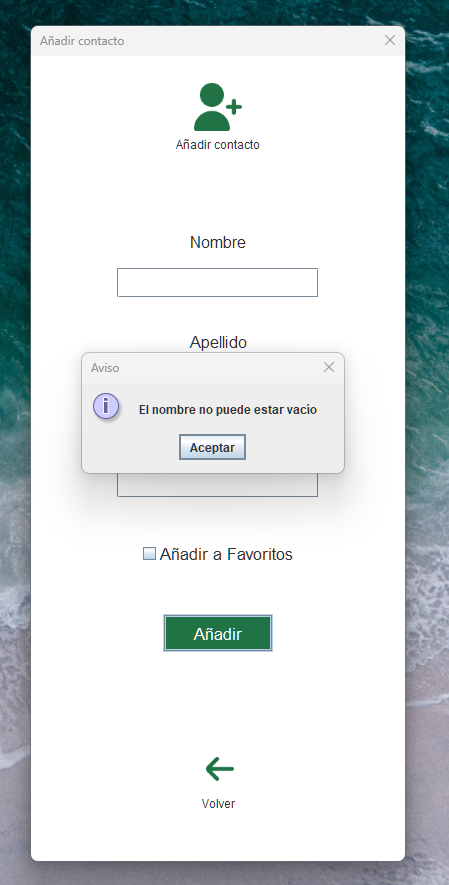 Añadir contacto
Añadir contacto
Nombre
Apellido
Aviso
i
El nombre no puede estar vacio
Aceptar
Añadir a Favoritos
Añadir
Volver